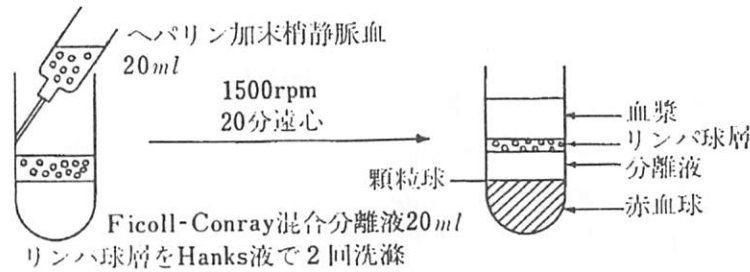 ヘパリン加末梢静脈血
20ml
1500rpm
20分遠心
血漿
リンパ球層
分離液
顆粒球
赤血球
Ficoll-Conray混合分離液20ml
リンパ球層をHanks液で2回洗滌